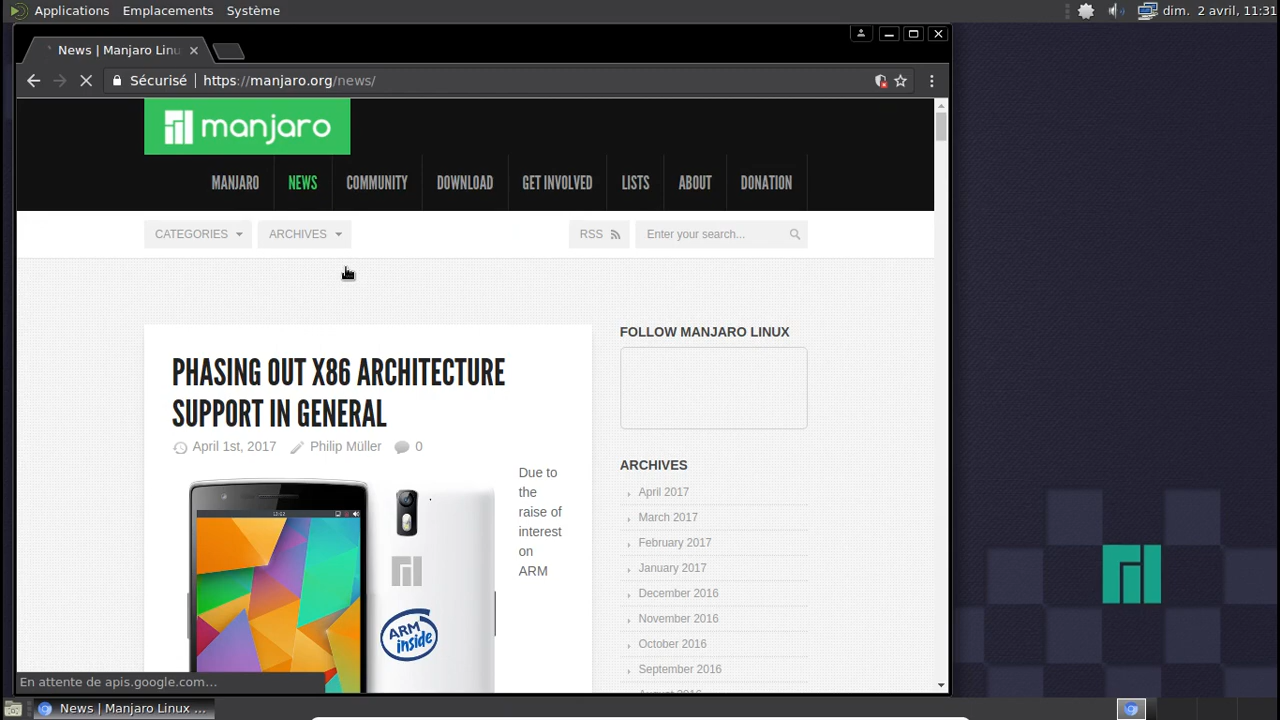 Applications Emplacements Système dim. 2 avril, 11:31
News | Manjaro Linu
Sécurisé https://manjaro.org/news/
manjaro
MANJARO NEWS COMMUNITY DOWNLOAD GET INVOLVED LISTS ABOUT DONATION
CATEGORIES ARCHIVES RSS Enter your search...
PHASING OUT X86 ARCHITECTURE
SUPPORT IN GENERAL
April 1st, 2017 Philip Müller 0
Due to
the
raise of
interest
on
ARM
ARM
inside
FOLLOW MANJARO LINUX
ARCHIVES
April 2017
March 2017
February 2017
January 2017
December 2016
November 2016
October 2016
September 2016
August 2016
En attente de apis.google.com...
News | Manjaro Linux ...